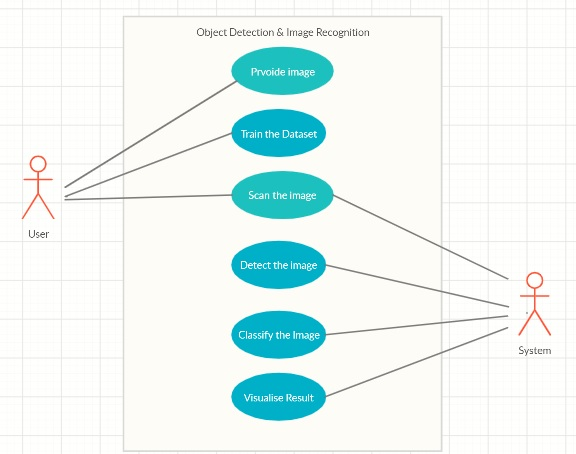 Object Detection & Image Recognition
Prvoide image
Train the Dataset
Scan the image
User
Detect the Image
Classify the Image
System
Visualise Result